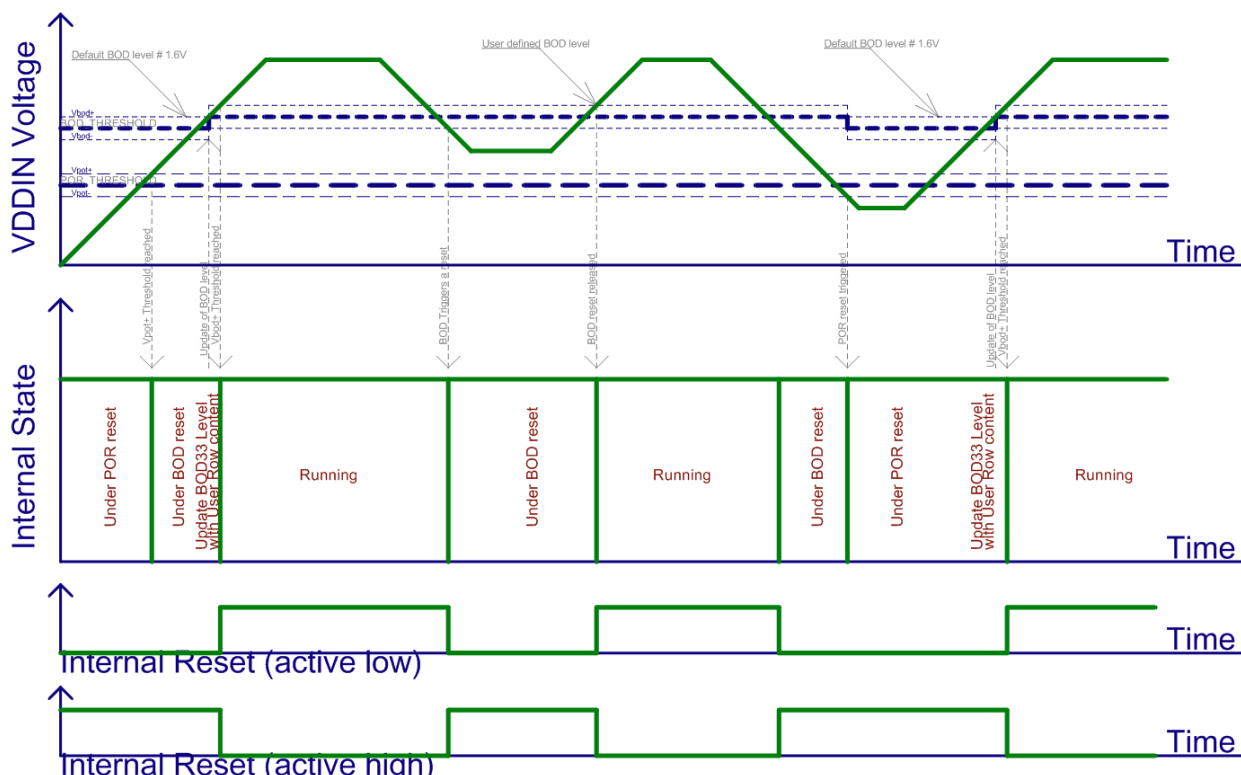 VDDIN Voltage
Default BOD level # 1.6V
User defined BOD level
Default BOD level # 1.6V
Vbod+
BOD_THRESHOLD
Vbod-
Vpot+
POR_THRESHOLD
Vpot-
Time
Vpot+ Threshold reached
Update of BOD level
Vbod+ Threshold reached
BOD Triggers a reset
BOD reset released
POR reset triggered
Update of BOD level
Vbod+ Threshold reached
Internal State
Under POR reset
Under BOD reset
Update BOD33 Level
with User Row content
Running
Under BOD reset
Running
Under BOD reset
Under POR reset
Update BOD33 Level
with User Row content
Running
Time
Time
Internal Reset (active low)
Time
Internal Reset (active high)